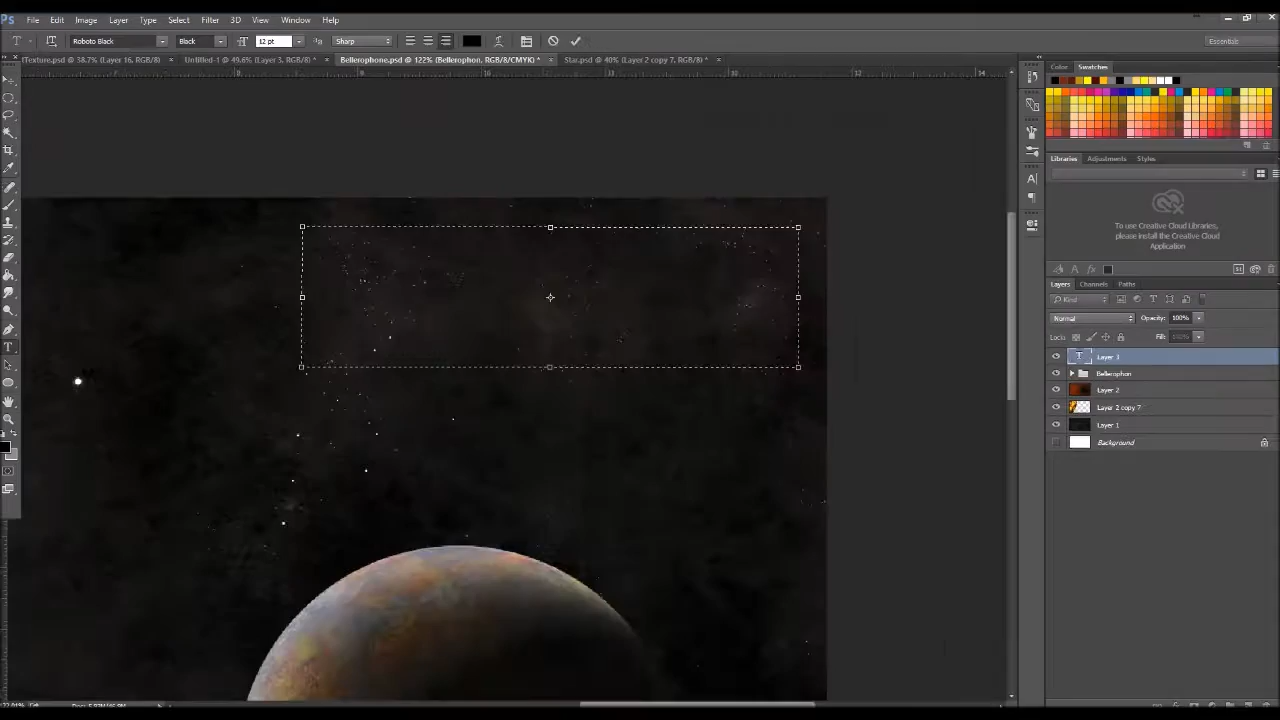 Ps File Edit Image Layer Type Select Filter 3D View Window Help
Roboto Black Black 12 pt Sharp Essentials
Texture.psd @ 38.7% (Layer 16, RGB/8) Untitled-1 @ 49.6% (Layer 3, RGB/8) * Bellerophone.psd @ 122% (Bellerophon, RGB/8/CMYK) * Star.psd @ 40% (Layer 2 copy 7, RGB/8) *
Color Swatches
Libraries Adjustments Styles
To use Creative Cloud Libraries,
please install the Creative Cloud
Application
Layers Channels Paths
Kind
Normal Opacity: 100%
Lock: Fill: 100%
Layer 3
Bellerophon
Layer 2
Layer 2 copy 7
Layer 1
Background